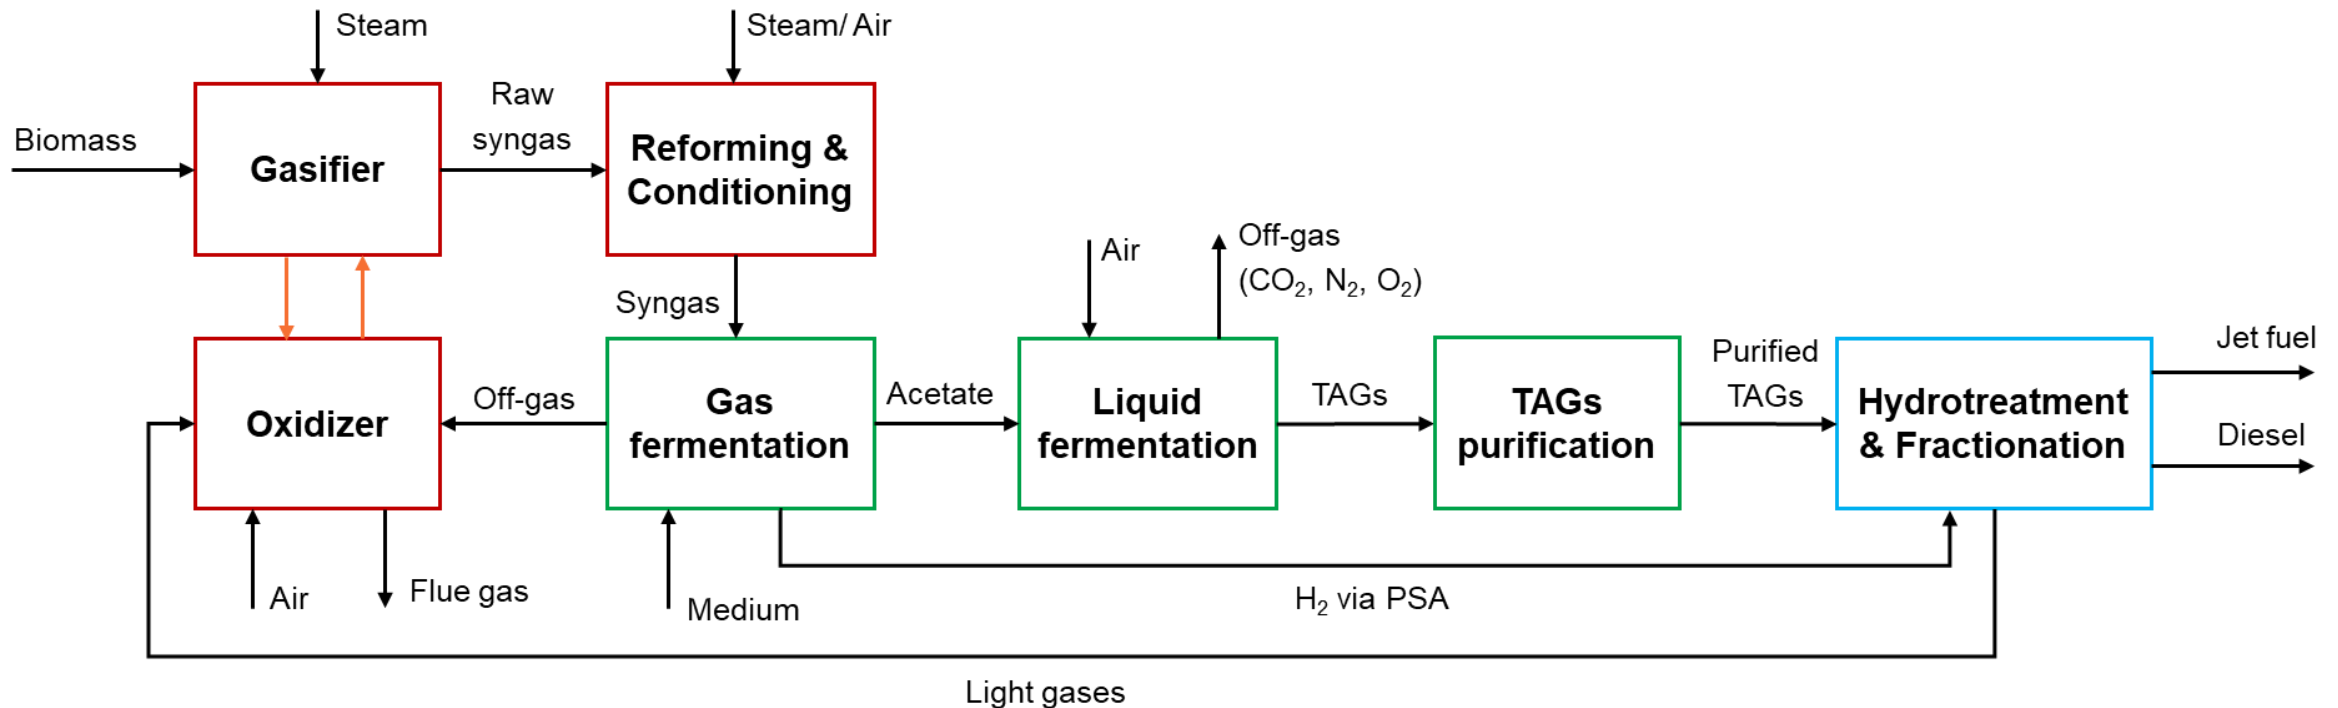 Steam
Steam/ Air
Biomass
Gasifier
Raw
syngas
Reforming &
Conditioning
Syngas
Air
Off-gas
(CO₂, N₂, O₂)
Oxidizer
Off-gas
Gas
fermentation
Acetate
Liquid
fermentation
TAGs
TAGs
purification
Purified
TAGs
Hydrotreatment
& Fractionation
Jet fuel
Diesel
Air
Flue gas
Medium
H₂ via PSA
Light gases